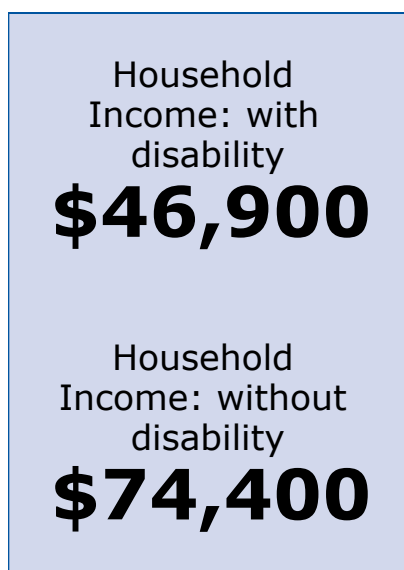 Household
Income: with
disability
$46,900
Household
Income: without
disability
$74,400